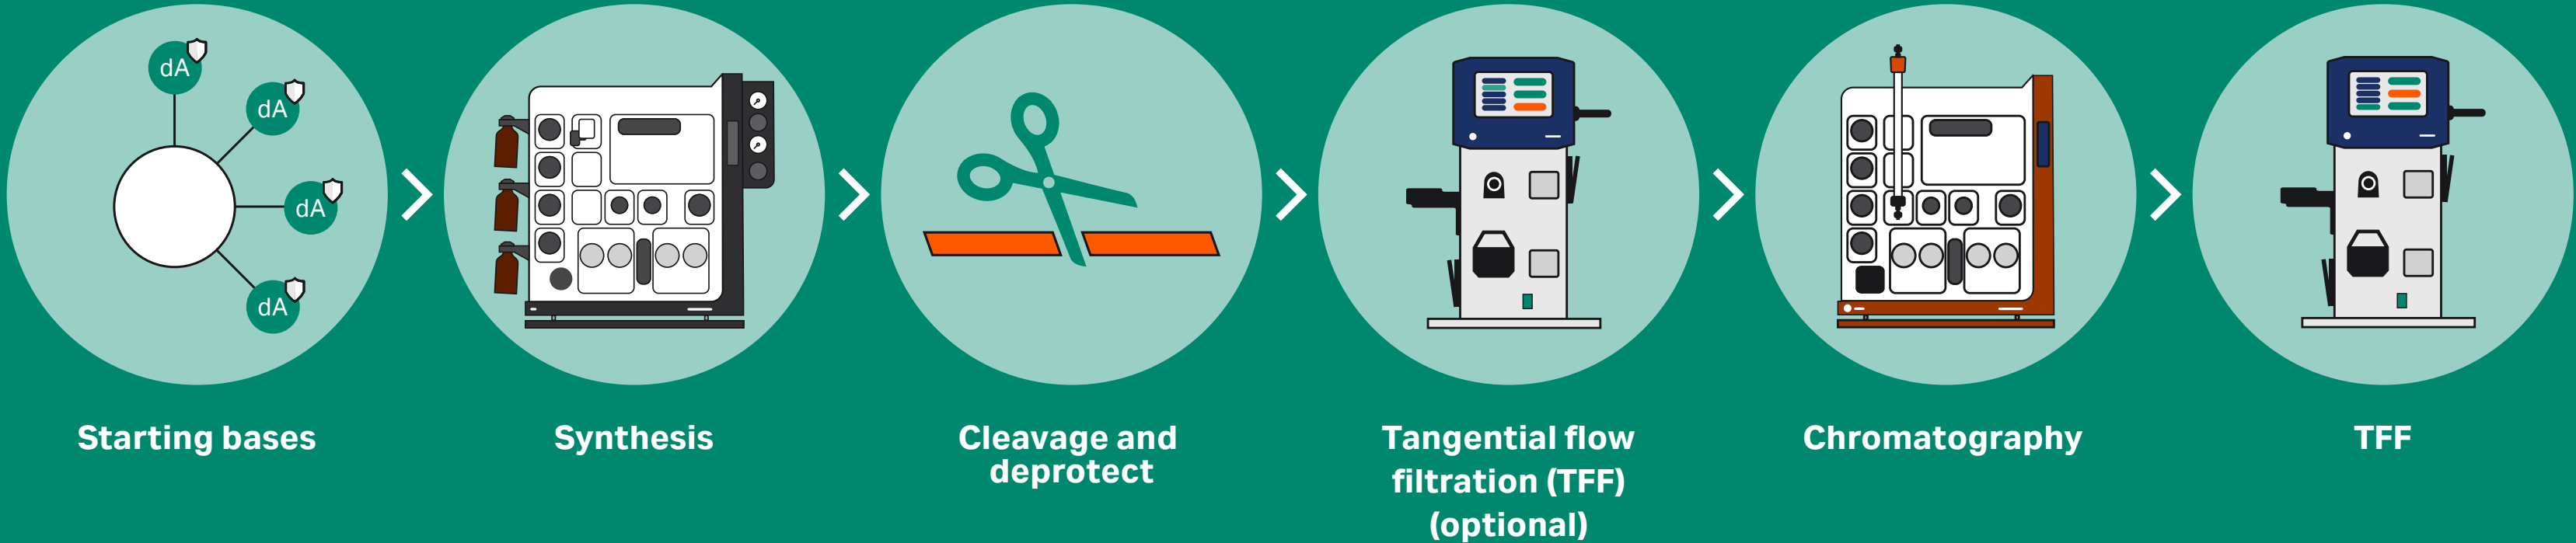 dA
dA
dA
dA
Starting bases
Synthesis
Cleavage and
deprotect
Tangential flow
filtration (TFF)
(optional)
Chromatography
TFF